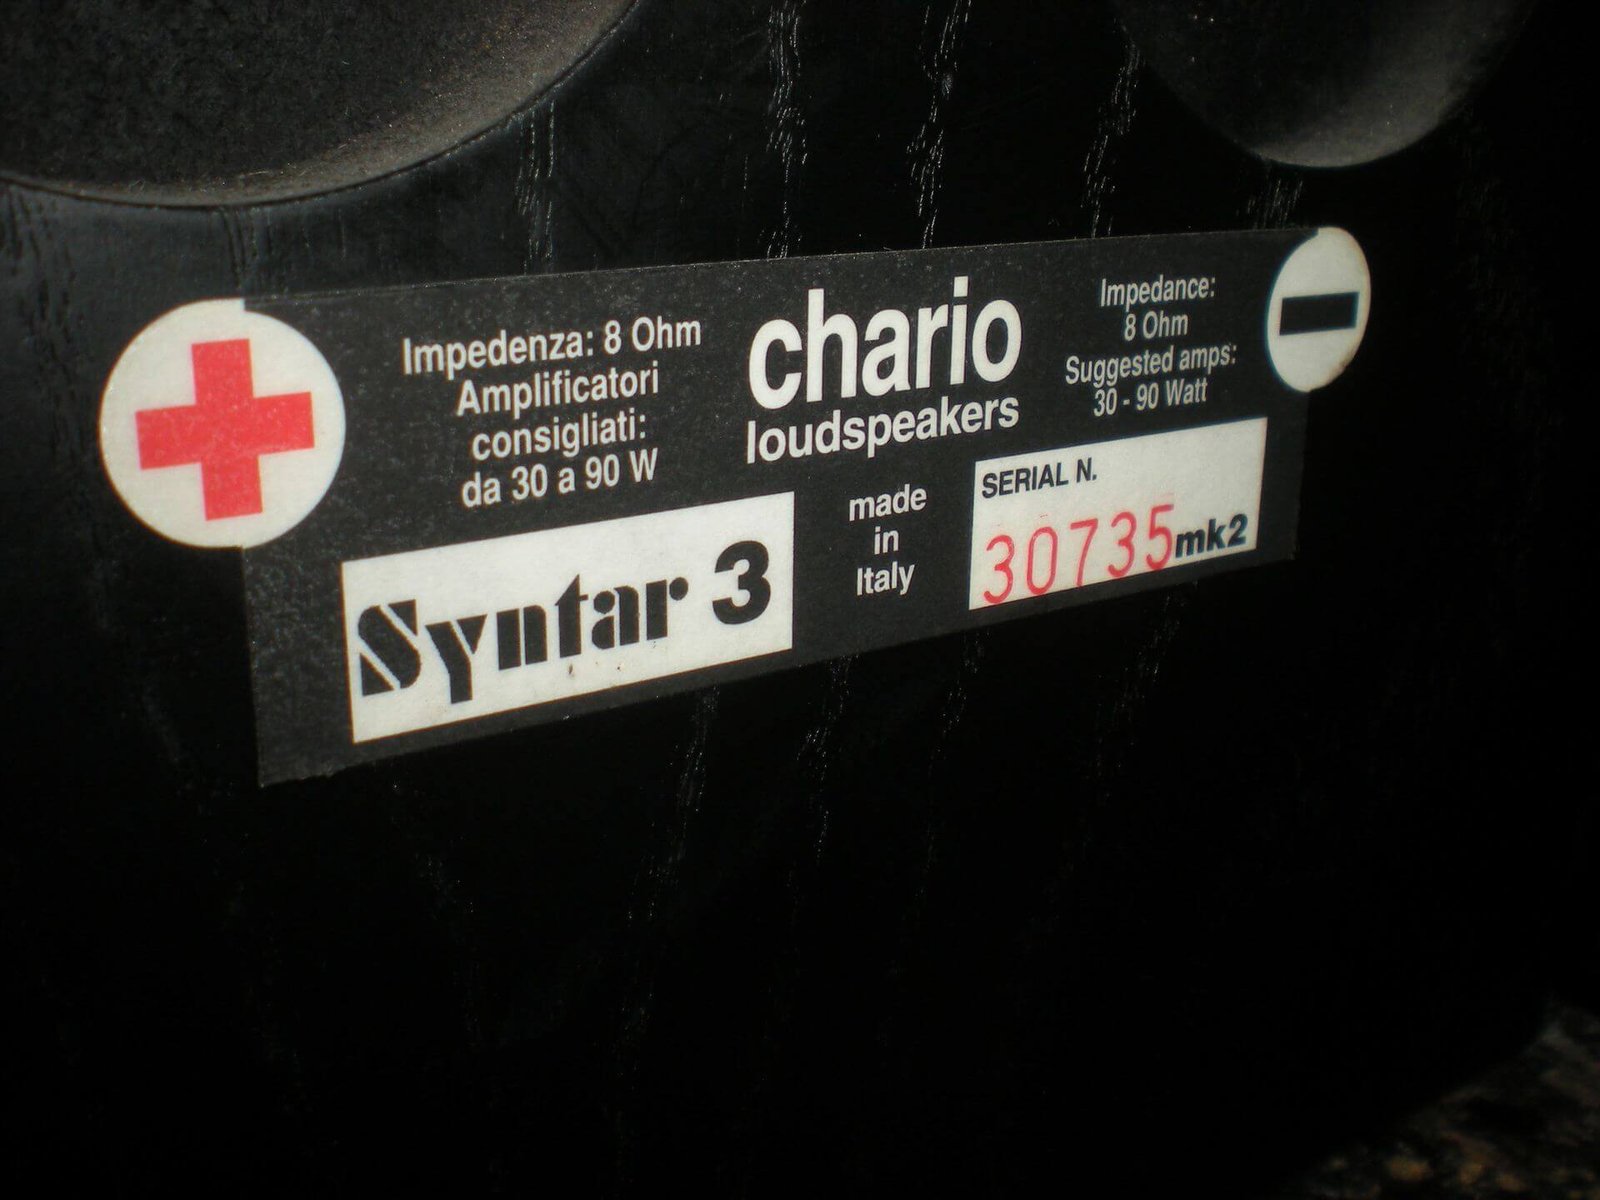 Impedenza: 8 Ohm
Amplificatori
consigliati:
da 30 a 90 W
chario
loudspeakers
Impedance:
8 Ohm
Suggested amps:
30 - 90 Watt
Syntar 3
made
in
Italy
SERIAL N.
30735mk2